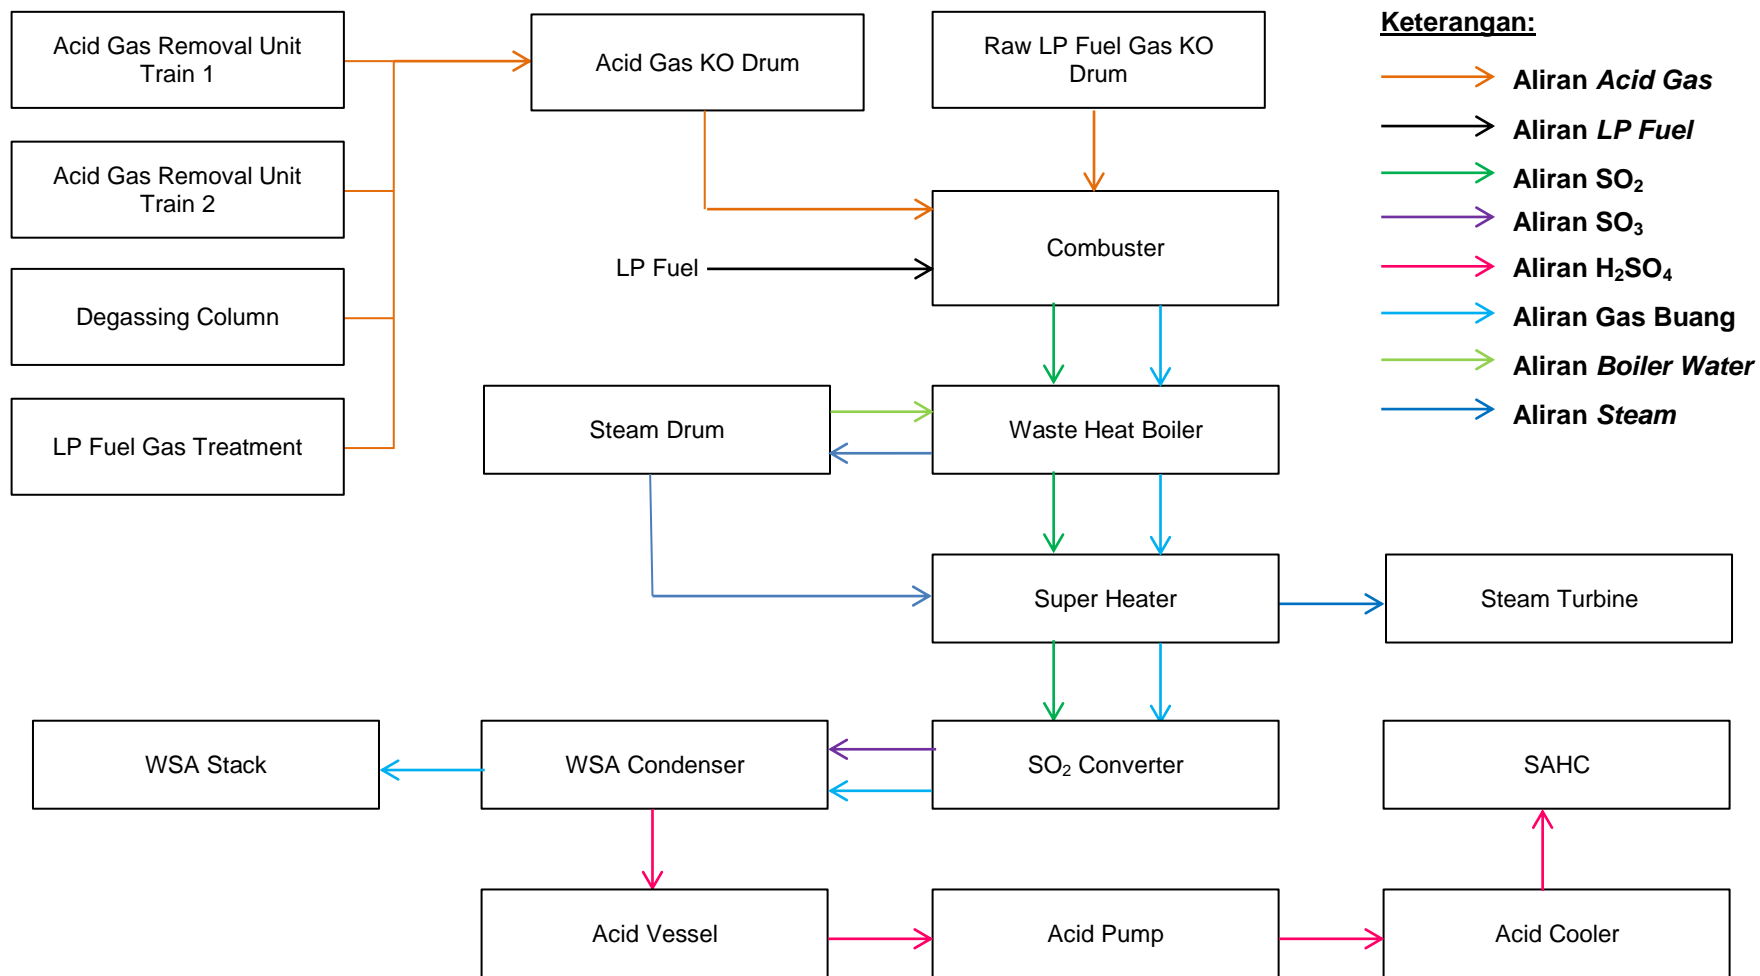 Acid Gas Removal Unit
Train 1
Acid Gas KO Drum
Raw LP Fuel Gas KO
Drum
Keterangan:
Aliran Acid Gas
Aliran LP Fuel
Aliran SO₂
Aliran SO₃
Aliran H₂SO₄
Aliran Gas Buang
Aliran Boiler Water
Aliran Steam
Acid Gas Removal Unit
Train 2
Combuster
LP Fuel
Degassing Column
LP Fuel Gas Treatment
Steam Drum
Waste Heat Boiler
Super Heater
Steam Turbine
WSA Stack
WSA Condenser
SO₂ Converter
SAHC
Acid Vessel
Acid Pump
Acid Cooler